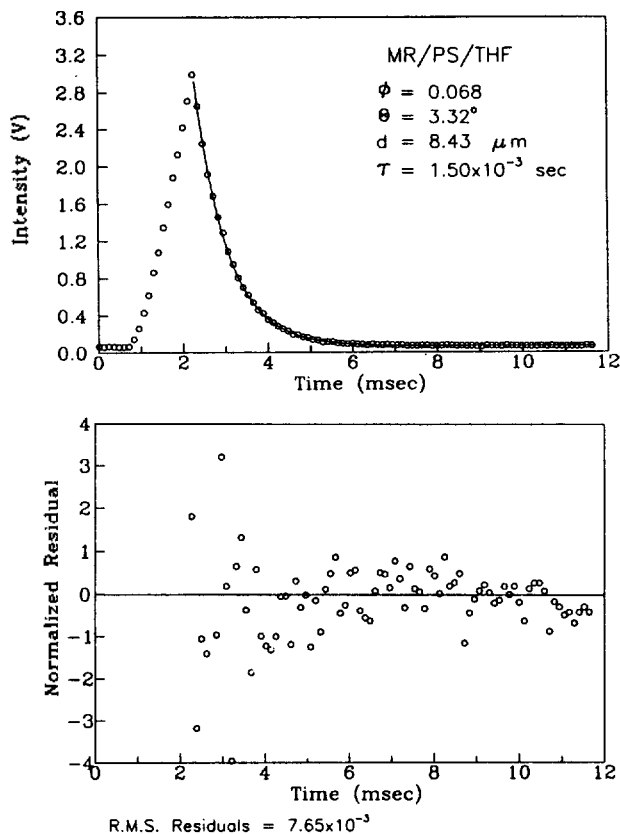 3.6
3.2
2.8
2.4
2.0
1.6
1.2
0.8
0.4
0.0
Intensity (V)
MR/PS/THF
ϕ = 0.068
Θ = 3.32°
d = 8.43 μm
τ = 1.50x10⁻³ sec
0 2 4 6 8 10 12
Time (msec)
4
3
2
1
0
−1
−2
−3
−4
Normalized Residual
0 2 4 6 8 10 12
Time (msec)
R.M.S. Residuals = 7.65x10⁻³